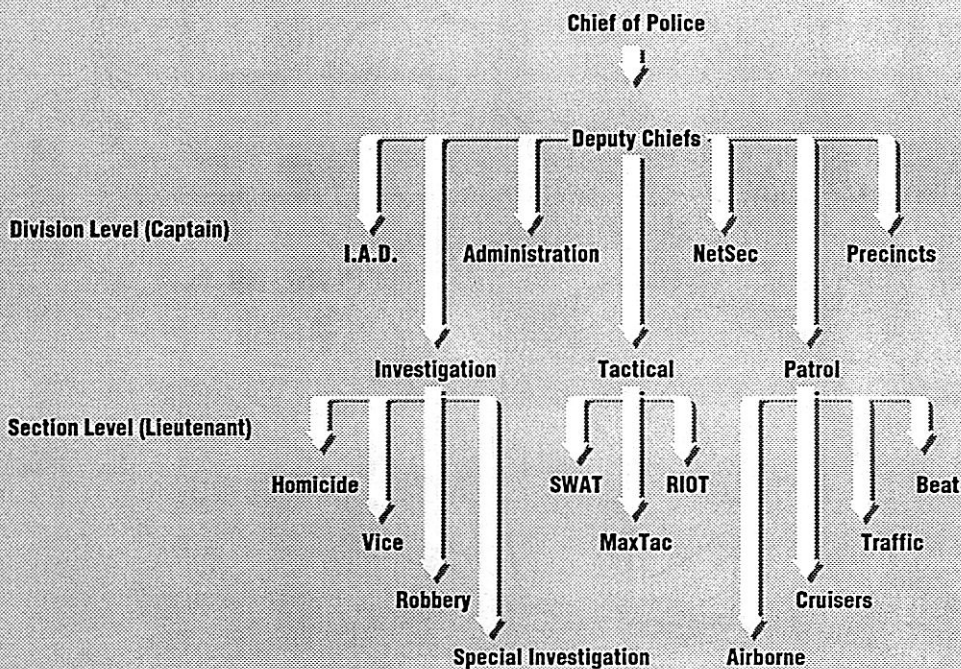 Chief of Police
Deputy Chiefs
Division Level (Captain)
I.A.D.
Administration
NetSec
Precincts
Investigation
Tactical
Patrol
Section Level (Lieutenant)
Homicide
SWAT
RIOT
Beat
Vice
MaxTac
Traffic
Robbery
Cruisers
Special Investigation
Airborne